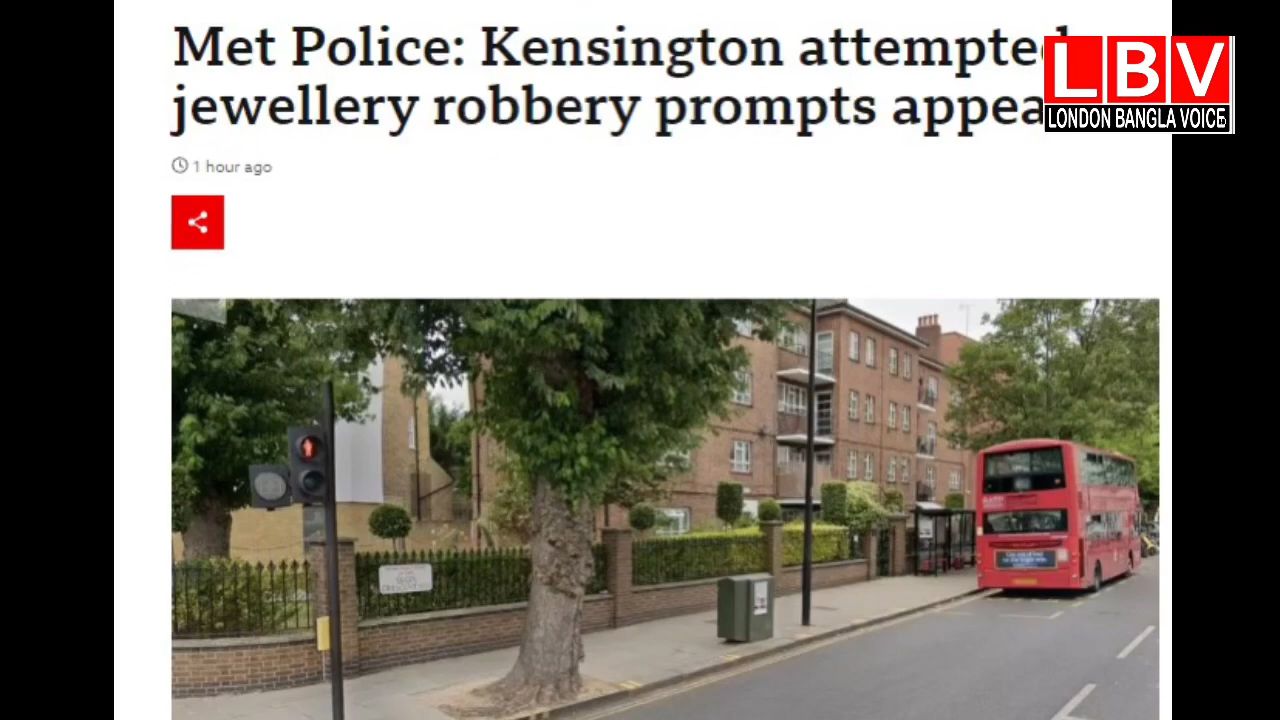 Met Police: Kensington attempted
jewellery robbery prompts appea
LBV
LONDON BANGLA VOICE
1 hour ago